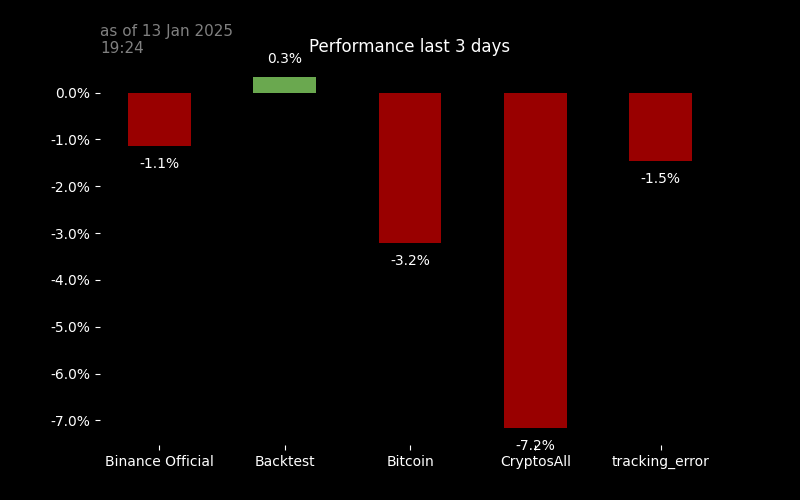 as of 13 Jan 2025
19:24
Performance last 3 days
0.3%
0.0%
-1.0%
-1.1%
-1.5%
-2.0%
-3.0%
-3.2%
-4.0%
-5.0%
-6.0%
-7.0%
-7.2%
Binance Official
Backtest
Bitcoin
CryptosAll
tracking_error